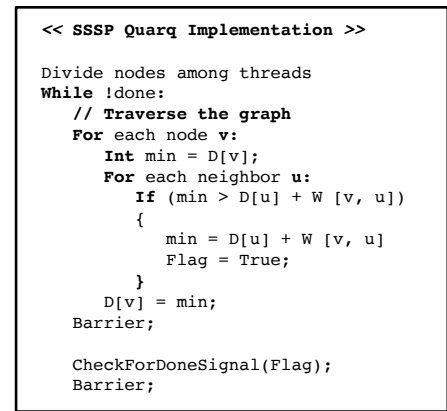 << SSSP Quarq Implementation >>
Divide nodes among threads
While !done:
// Traverse the graph
For each node v:
Int min = D[v];
For each neighbor u:
If (min > D[u] + W [v, u])
{
min = D[u] + W [v, u]
Flag = True;
}
D[v] = min;
Barrier;
CheckForDoneSignal(Flag);
Barrier;